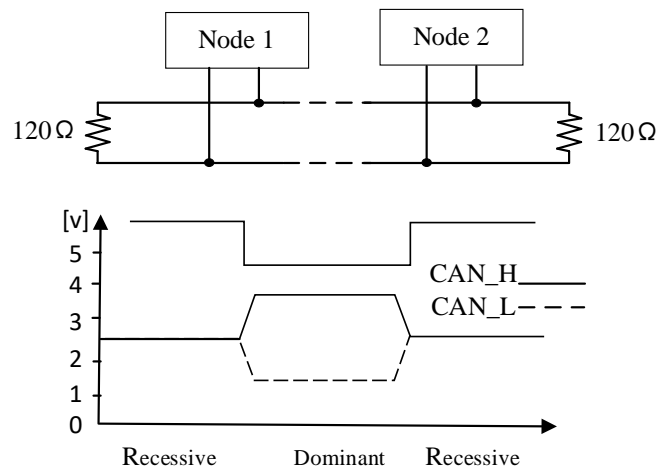 Node 1
Node 2
120Ω
120Ω
[v]
5
4
3
2
1
0
CAN_H
CAN_L
Recessive
Dominant
Recessive